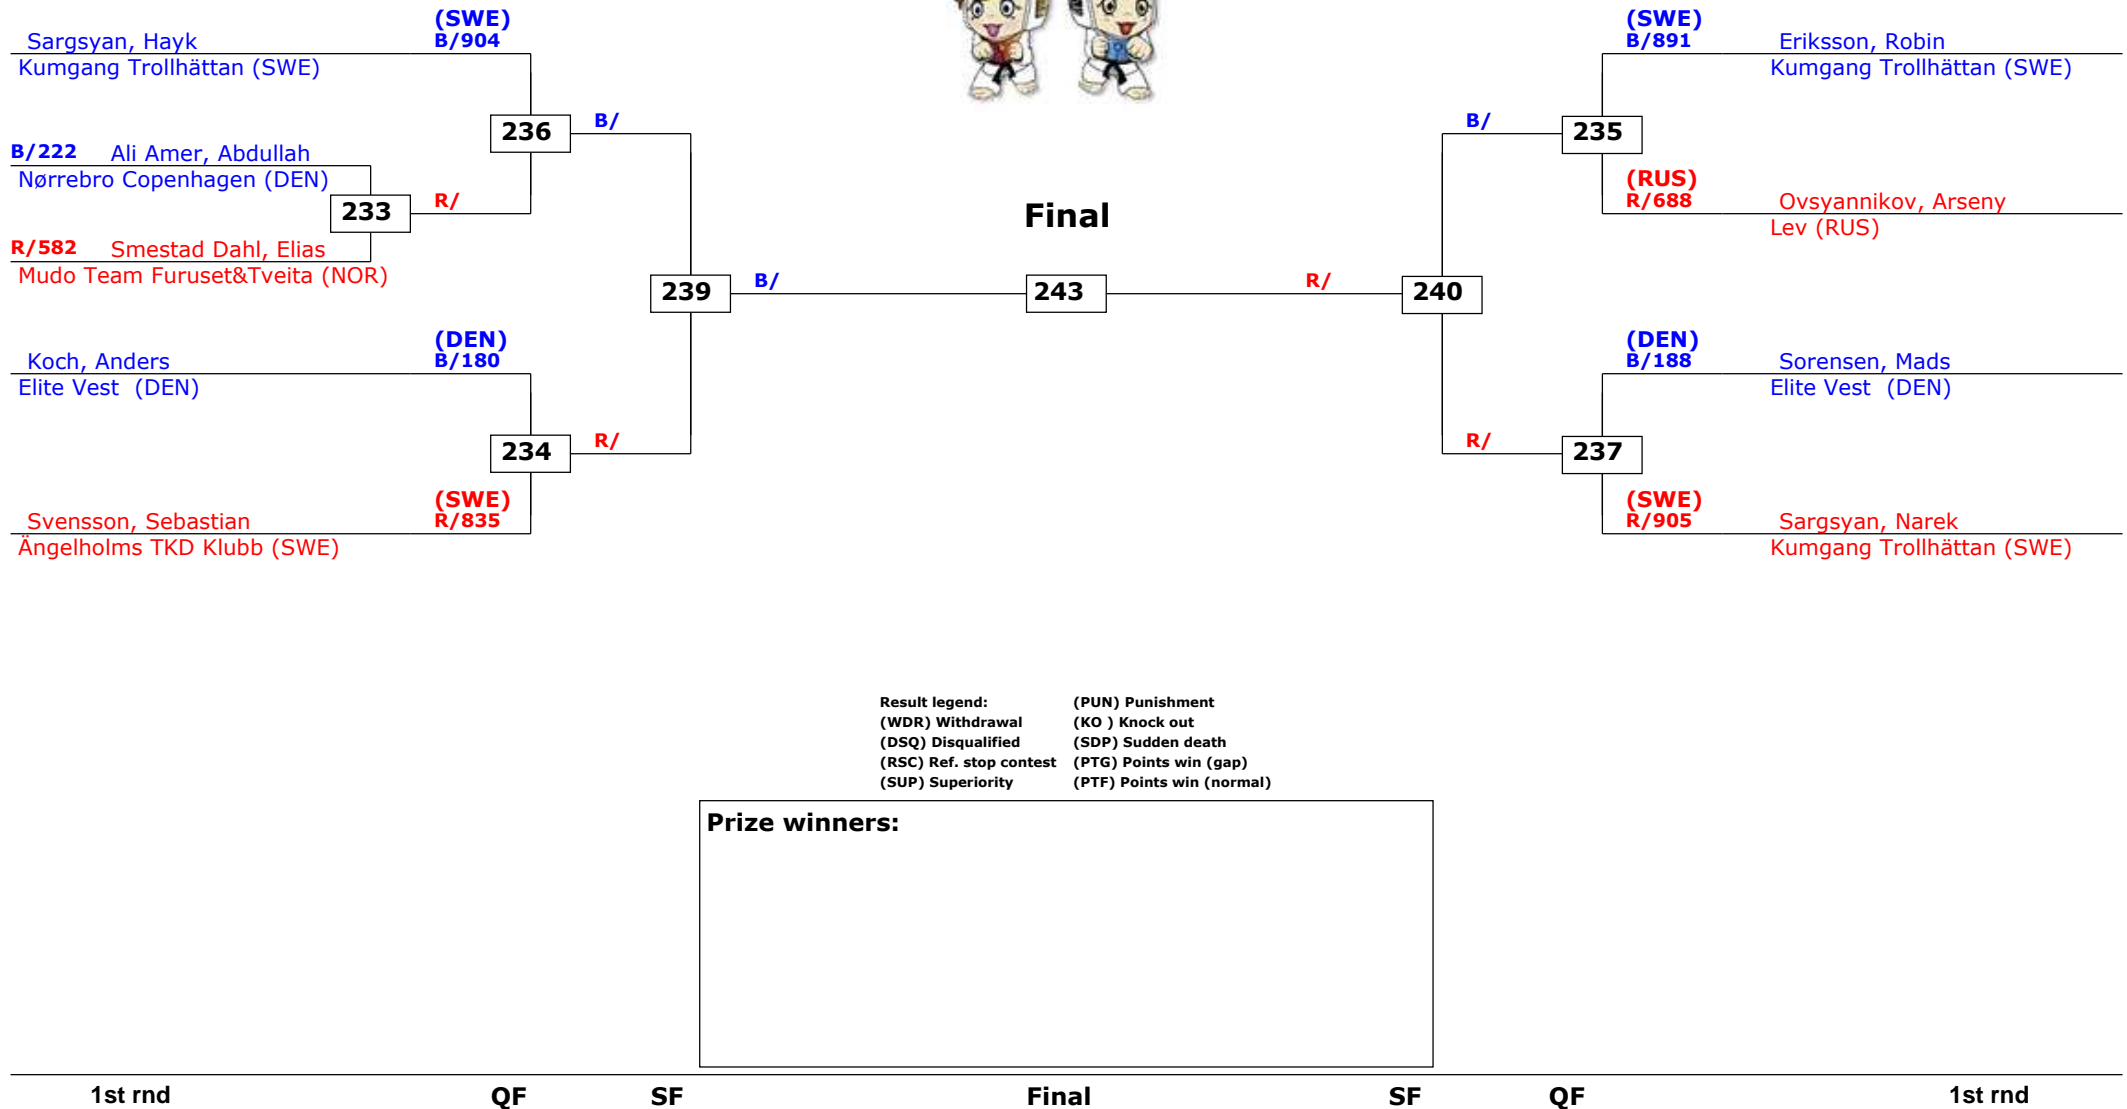 (SWE)
Sargsyan, Hayk B/904
Kumgang Trollhättan (SWE)
236
B/
B/222 Ali Amer, Abdullah
Nørrebro Copenhagen (DEN)
233
R/
R/582 Smestad Dahl, Elias
Mudo Team Furuset&Tveita (NOR)
239
B/
(DEN)
Koch, Anders B/180
Elite Vest (DEN)
234
R/
(SWE)
Svensson, Sebastian R/835
Ängelholms TKD Klubb (SWE)
Final
243
(SWE)
B/891 Eriksson, Robin
Kumgang Trollhättan (SWE)
B/
235
(RUS)
R/688 Ovsyannikov, Arseny
Lev (RUS)
R/
240
(DEN)
B/188 Sorensen, Mads
Elite Vest (DEN)
R/
237
(SWE)
R/905 Sargsyan, Narek
Kumgang Trollhättan (SWE)
Result legend: (PUN) Punishment
(WDR) Withdrawal (KO ) Knock out
(DSQ) Disqualified (SDP) Sudden death
(RSC) Ref. stop contest (PTG) Points win (gap)
(SUP) Superiority (PTF) Points win (normal)
Prize winners:
1st rnd QF SF Final SF QF 1st rnd